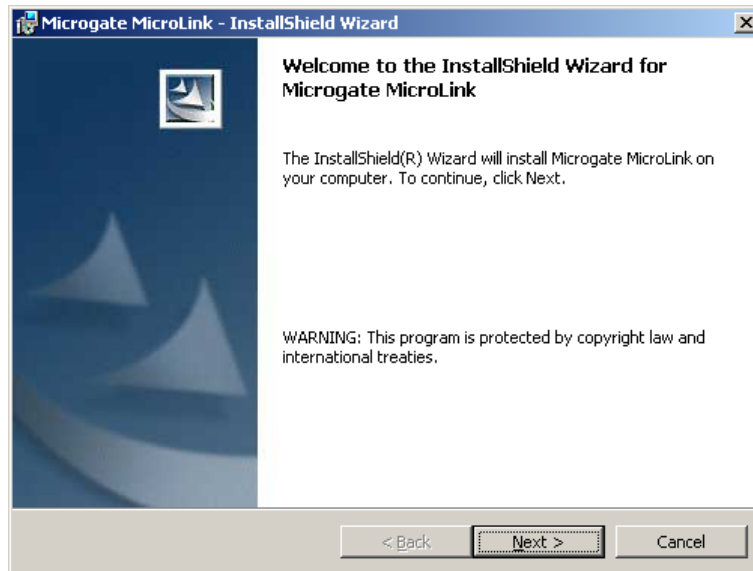 Microgate MicroLink - InstallShield Wizard
Welcome to the InstallShield Wizard for
Microgate MicroLink
The InstallShield(R) Wizard will install Microgate MicroLink on
your computer. To continue, click Next.
WARNING: This program is protected by copyright law and
international treaties.
< Back
Next >
Cancel